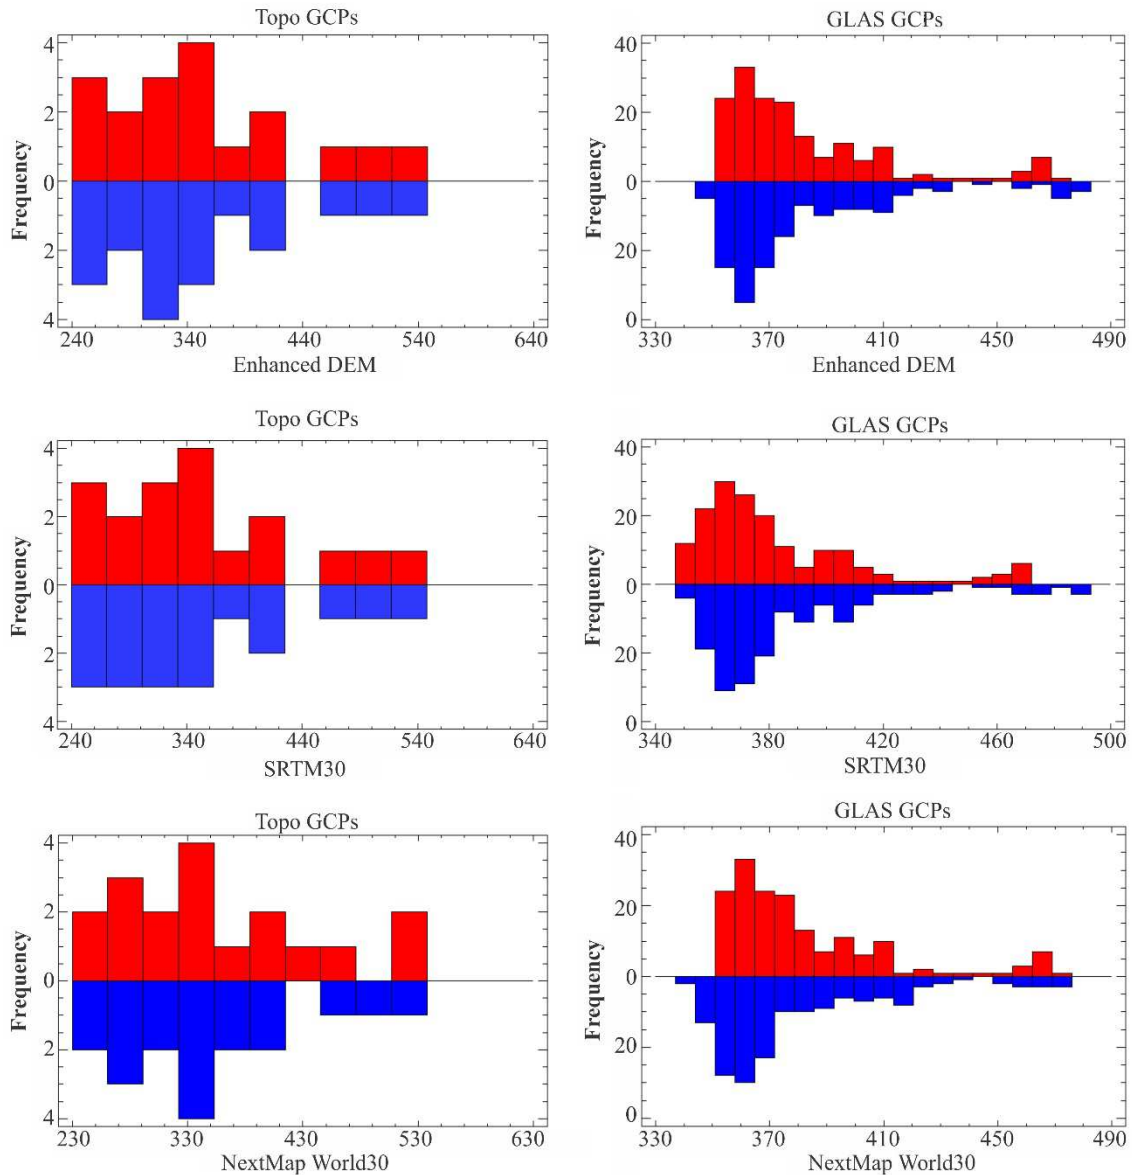 Topo GCPs
4
2
0
2
4
Frequency
240 340 440 540 640
Enhanced DEM
GLAS GCPs
40
20
0
20
0
Frequency
330 370 410 450 490
Enhanced DEM
Topo GCPs
4
2
0
2
4
Frequency
240 340 440 540 640
SRTM30
GLAS GCPs
40
20
0
20
0
Frequency
340 380 420 460 500
SRTM30
Topo GCPs
4
2
0
2
4
Frequency
230 330 430 530 630
NextMap World30
GLAS GCPs
40
20
0
20
0
Frequency
330 370 410 450 490
NextMap World30